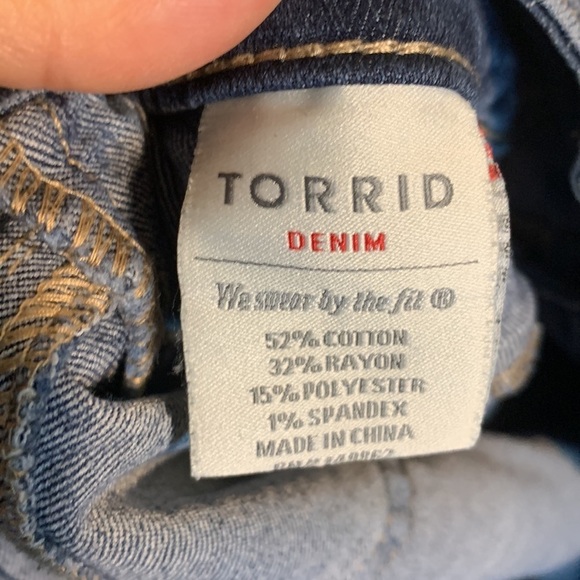 TORRID
DENIM
We swear by the fit ®
52% COTTON
32% RAYON
15% POLYESTER
1% SPANDEX
MADE IN CHINA